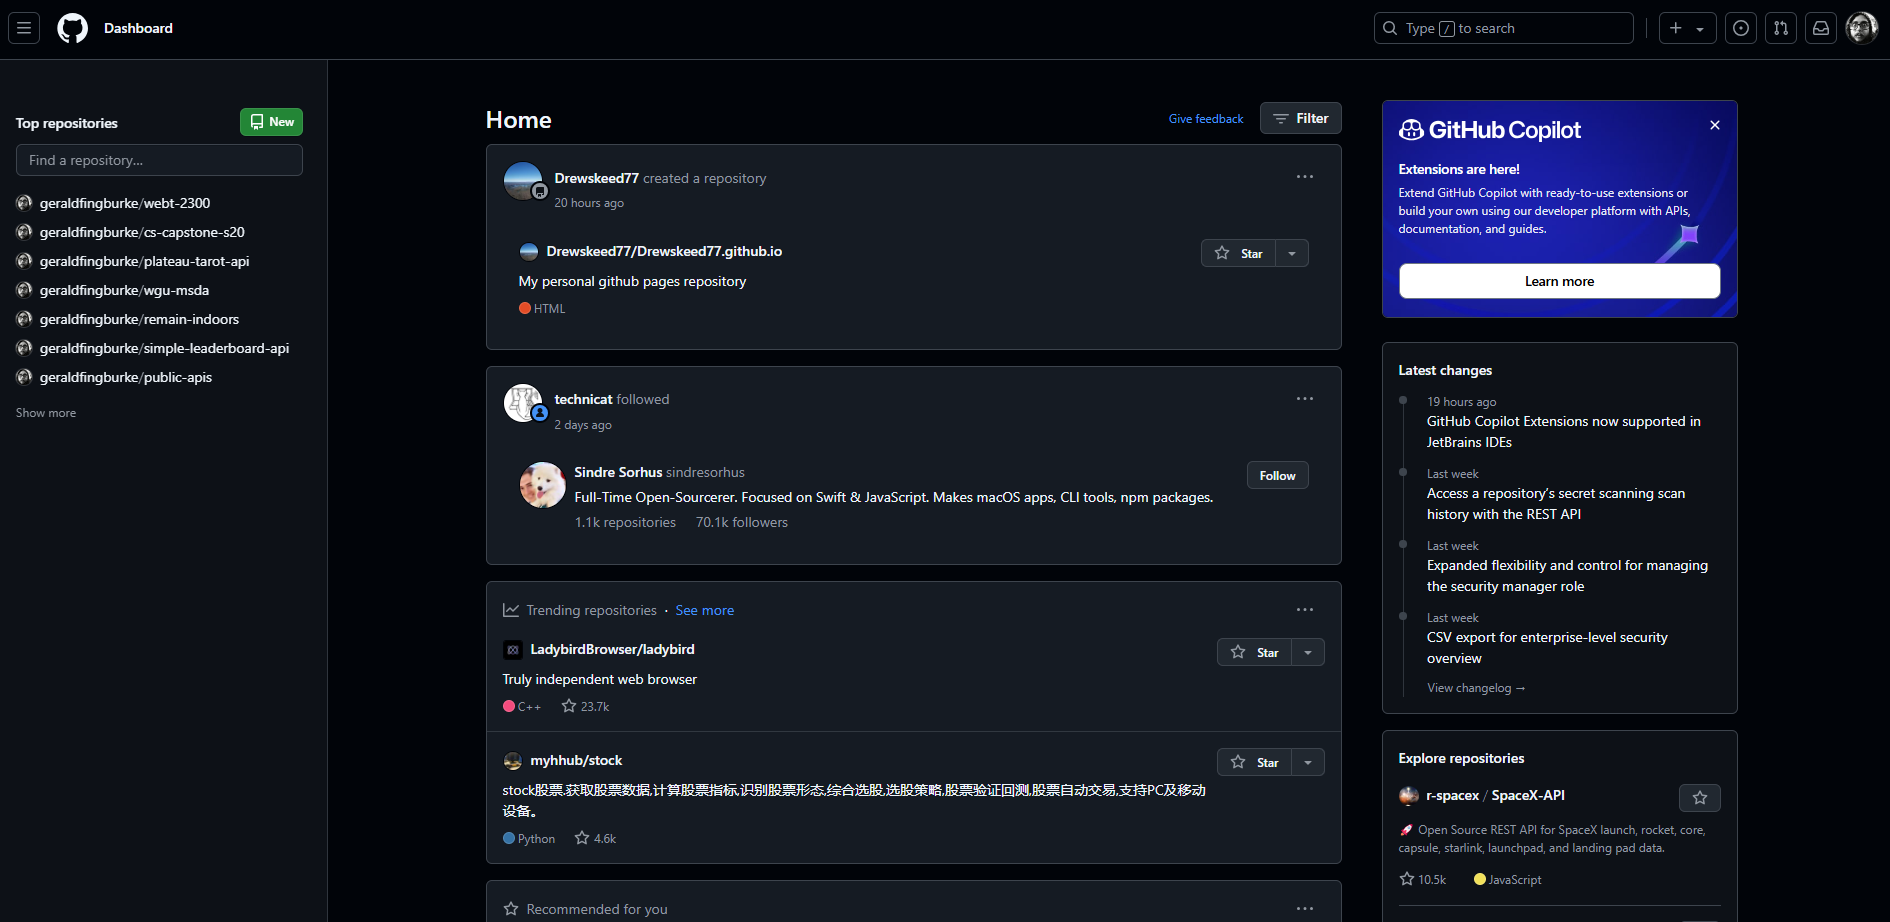 Dashboard
Type / to search
Top repositories
New
Find a repository...
geraldfingburke/webt-2300
geraldfingburke/cs-capstone-s20
geraldfingburke/plateau-tarot-api
geraldfingburke/wgu-msda
geraldfingburke/remain-indoors
geraldfingburke/simple-leaderboard-api
geraldfingburke/public-apis
Show more
Home
Give feedback
Filter
Drewskeed77 created a repository
20 hours ago
Drewskeed77/Drewskeed77.github.io
Star
My personal github pages repository
HTML
technicat followed
2 days ago
Sindre Sorhus sindresorhus
Follow
Full-Time Open-Sourcerer. Focused on Swift & JavaScript. Makes macOS apps, CLI tools, npm packages.
1.1k repositories 70.1k followers
Trending repositories · See more
LadybirdBrowser/ladybird
Star
Truly independent web browser
C++ 23.7k
myhhub/stock
Star
stock股票.获取股票数据,计算股票指标,识别股票形态,综合选股,选股策略,股票验证回测,股票自动交易,支持PC及移动
设备。
Python 4.6k
Recommended for you
GitHub Copilot
Extensions are here!
Extend GitHub Copilot with ready-to-use extensions or
build your own using our developer platform with APIs,
documentation, and guides.
Learn more
Latest changes
19 hours ago
GitHub Copilot Extensions now supported in
JetBrains IDEs
Last week
Access a repository’s secret scanning scan
history with the REST API
Last week
Expanded flexibility and control for managing
the security manager role
Last week
CSV export for enterprise-level security
overview
View changelog →
Explore repositories
r-spacex / SpaceX-API
🚀 Open Source REST API for SpaceX launch, rocket, core,
capsule, starlink, launchpad, and landing pad data.
10.5k JavaScript